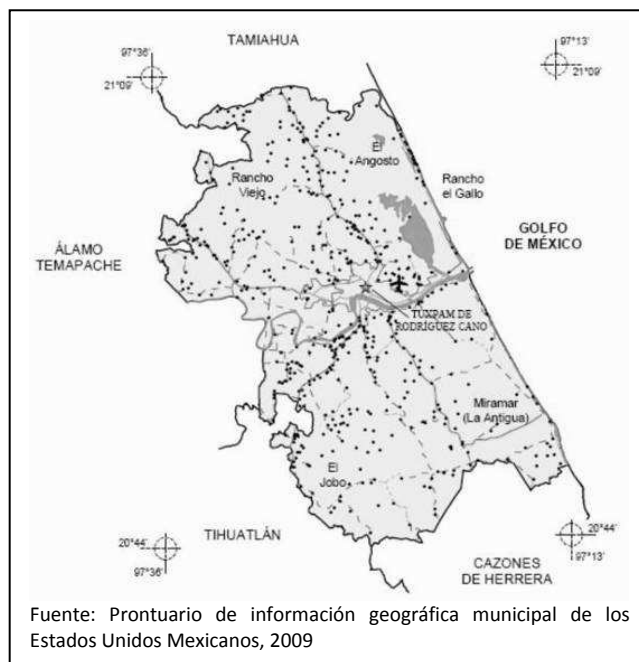 TAMIAHUA
97°36'
21°09'
97°13'
21°09'
El
Angosto
Rancho
Viejo
Rancho
el Gallo
GOLFO
DE MÉXICO
ÁLAMO
TEMAPACHE
TÚXPAM DE
RODRÍGUEZ CANO
Miramar
(La Antigua)
El
Jobo
TIHUATLÁN
20°44'
97°36'
20°44'
97°13'
CAZONES
DE HERRERA
Fuente: Prontuario de información geográfica municipal de los
Estados Unidos Mexicanos, 2009